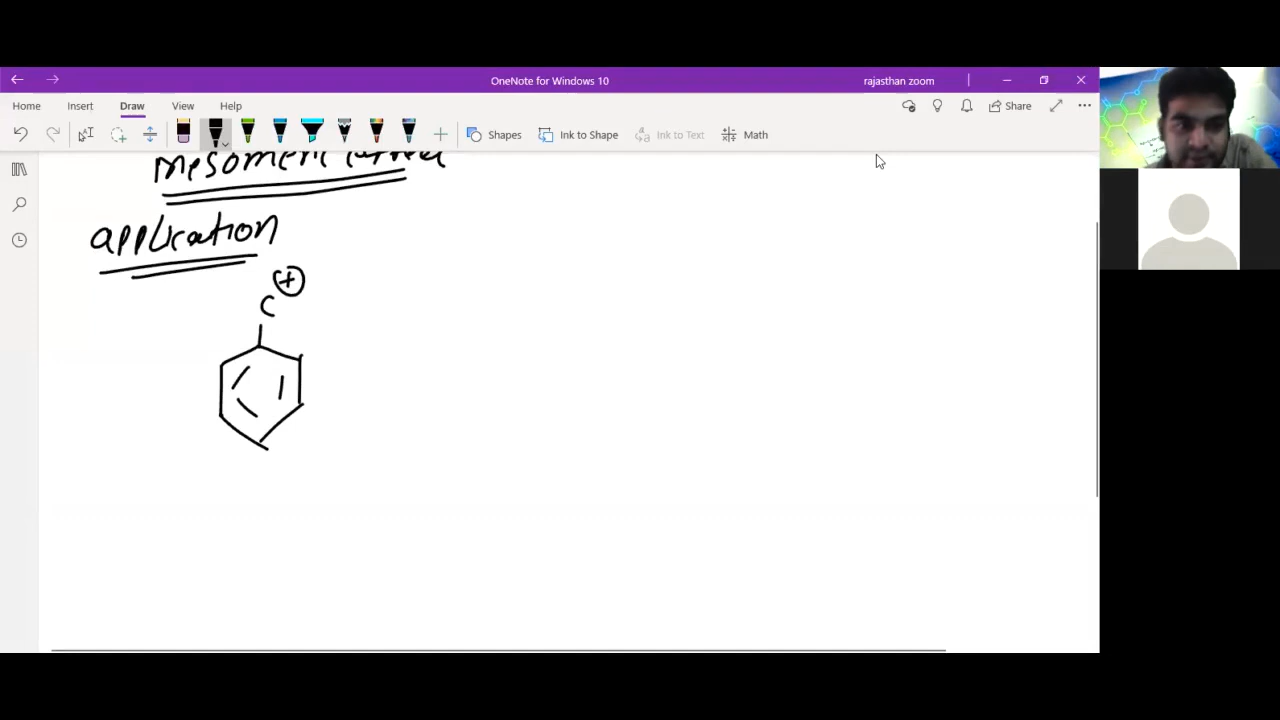 OneNote for Windows 10
rajasthan zoom
Home Insert Draw View Help
Share
Shapes
Ink to Shape
Ink to Text
Math
application
+
C